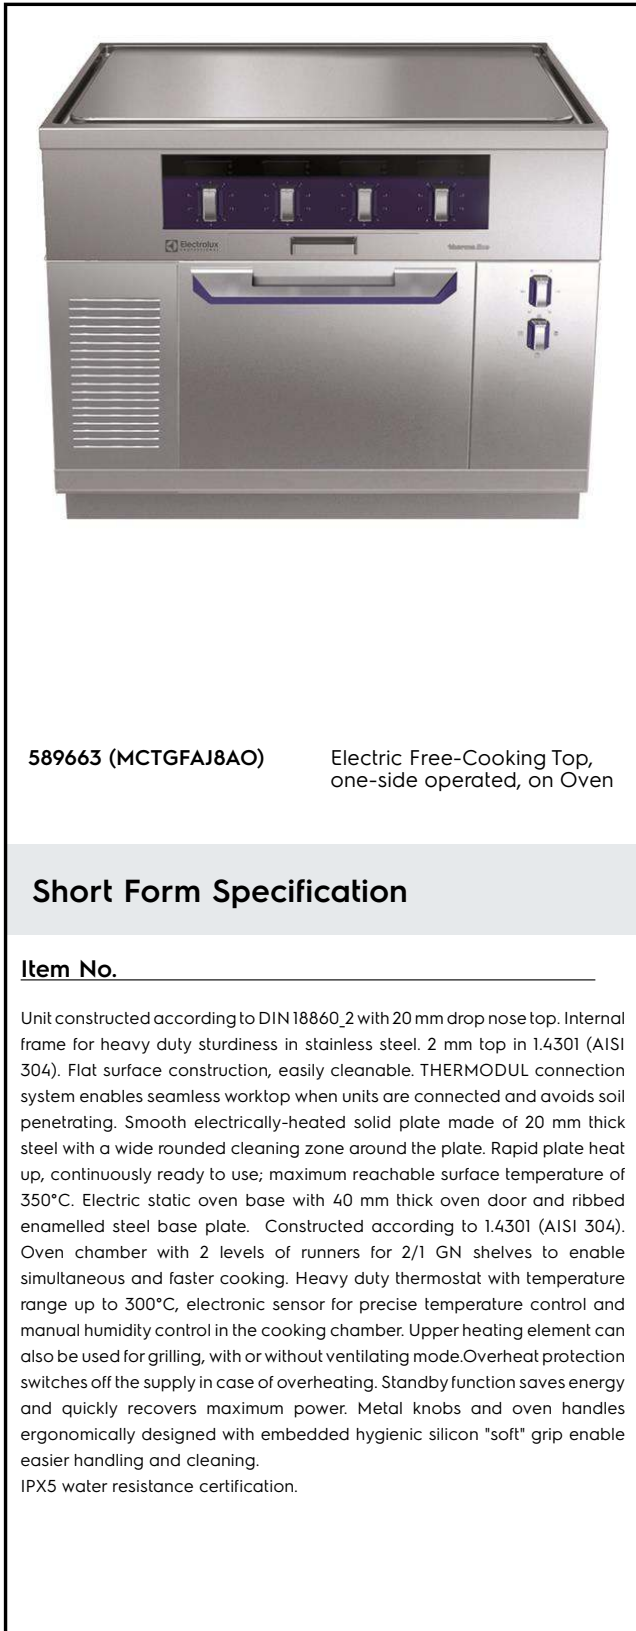 Electrolux
PROFESSIONAL
thermaline
589663 (MCTGFAJ8AO)
Electric Free-Cooking Top,
one-side operated, on Oven
Short Form Specification
Item No.
Unit constructed according to DIN 18860_2 with 20 mm drop nose top. Internal
frame for heavy duty sturdiness in stainless steel. 2 mm top in 1.4301 (AISI
304). Flat surface construction, easily cleanable. THERMODUL connection
system enables seamless worktop when units are connected and avoids soil
penetrating. Smooth electrically-heated solid plate made of 20 mm thick
steel with a wide rounded cleaning zone around the plate. Rapid plate heat
up, continuously ready to use; maximum reachable surface temperature of
350°C. Electric static oven base with 40 mm thick oven door and ribbed
enamelled steel base plate. Constructed according to 1.4301 (AISI 304).
Oven chamber with 2 levels of runners for 2/1 GN shelves to enable
simultaneous and faster cooking. Heavy duty thermostat with temperature
range up to 300°C, electronic sensor for precise temperature control and
manual humidity control in the cooking chamber. Upper heating element can
also be used for grilling, with or without ventilating mode.Overheat protection
switches off the supply in case of overheating. Standby function saves energy
and quickly recovers maximum power. Metal knobs and oven handles
ergonomically designed with embedded hygienic silicon "soft" grip enable
easier handling and cleaning.
IPX5 water resistance certification.